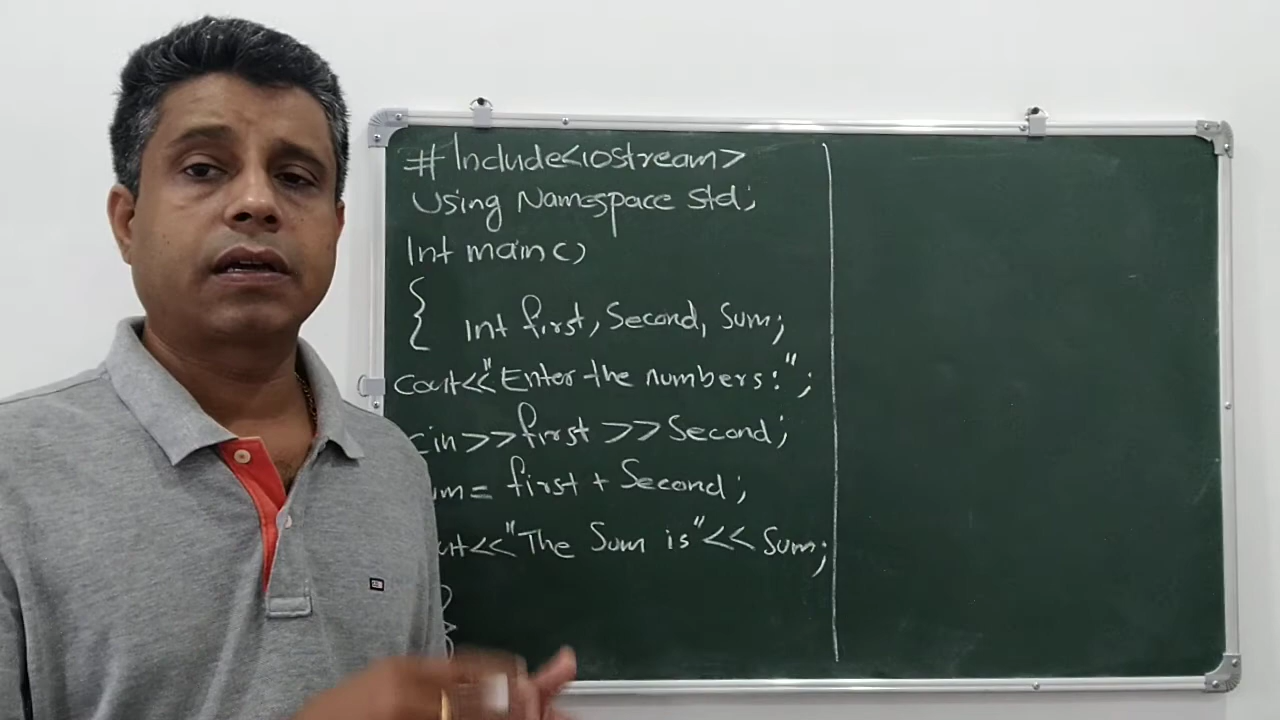 # Include<iostream>
Using Namespace Std;
Int main()
{ Int first, Second, Sum;
cout<<"Enter the numbers:";
cin>>first >>Second;
um= first + Second;
ut<<"The Sum is"<< Sum;
}